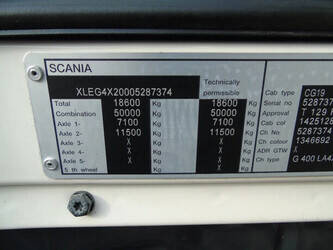 SCANIA
XLEG4X20005287374
Technically permissible
Total 18600 Kg 18600 Kg
Combination 50000 Kg 50000 Kg
Axle 1- 7100 Kg 7100 Kg
Axle 2- 11500 Kg 11500 Kg
Axle 3- X Kg X Kg
Axle 4- X Kg X Kg
Axle 5- X Kg X Kg
5 th wheel X Kg X Kg
Cab type CG19
Serial no 528737
Approval T 129 K
Cab col 1425128
Ch no 5287374
Ch colour 1346692
ADR GTW X
Ch type G 400 LA4